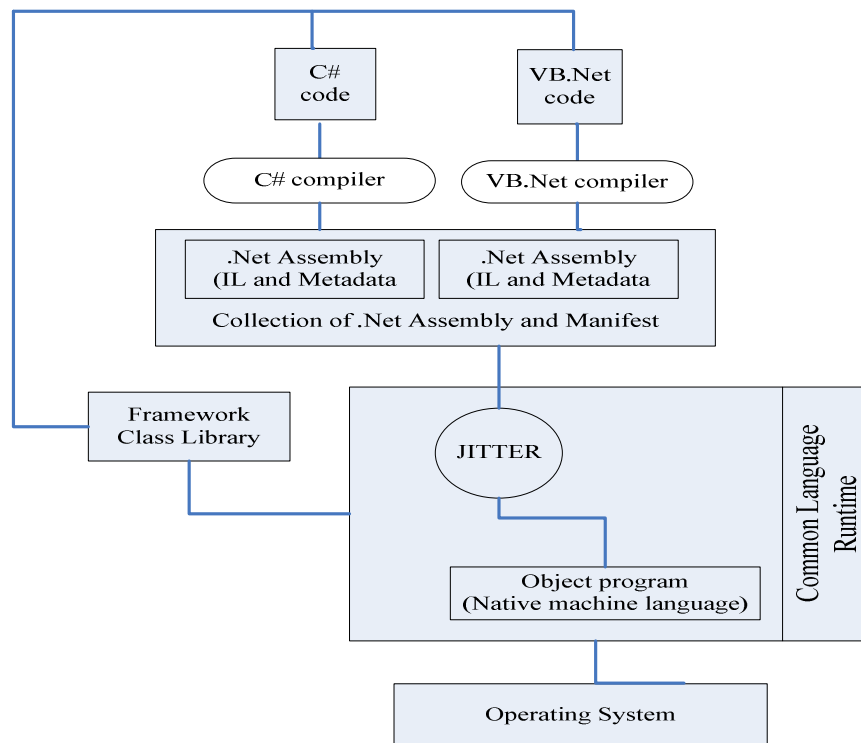 C#
code
VB.Net
code
C# compiler
VB.Net compiler
.Net Assembly
(IL and Metadata
.Net Assembly
(IL and Metadata
Collection of .Net Assembly and Manifest
Framework
Class Library
JITTER
Common Language
Runtime
Object program
(Native machine language)
Operating System